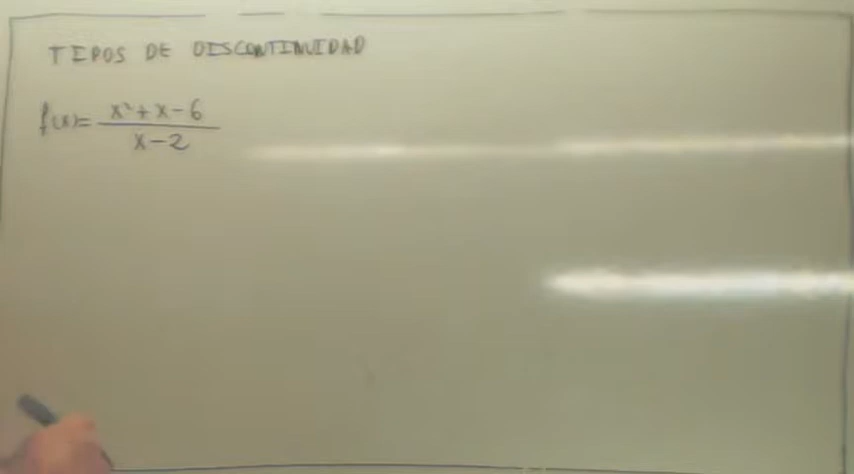 TIPOS DE DISCONTINUIDAD
f(x)= x²+x-6
x-2